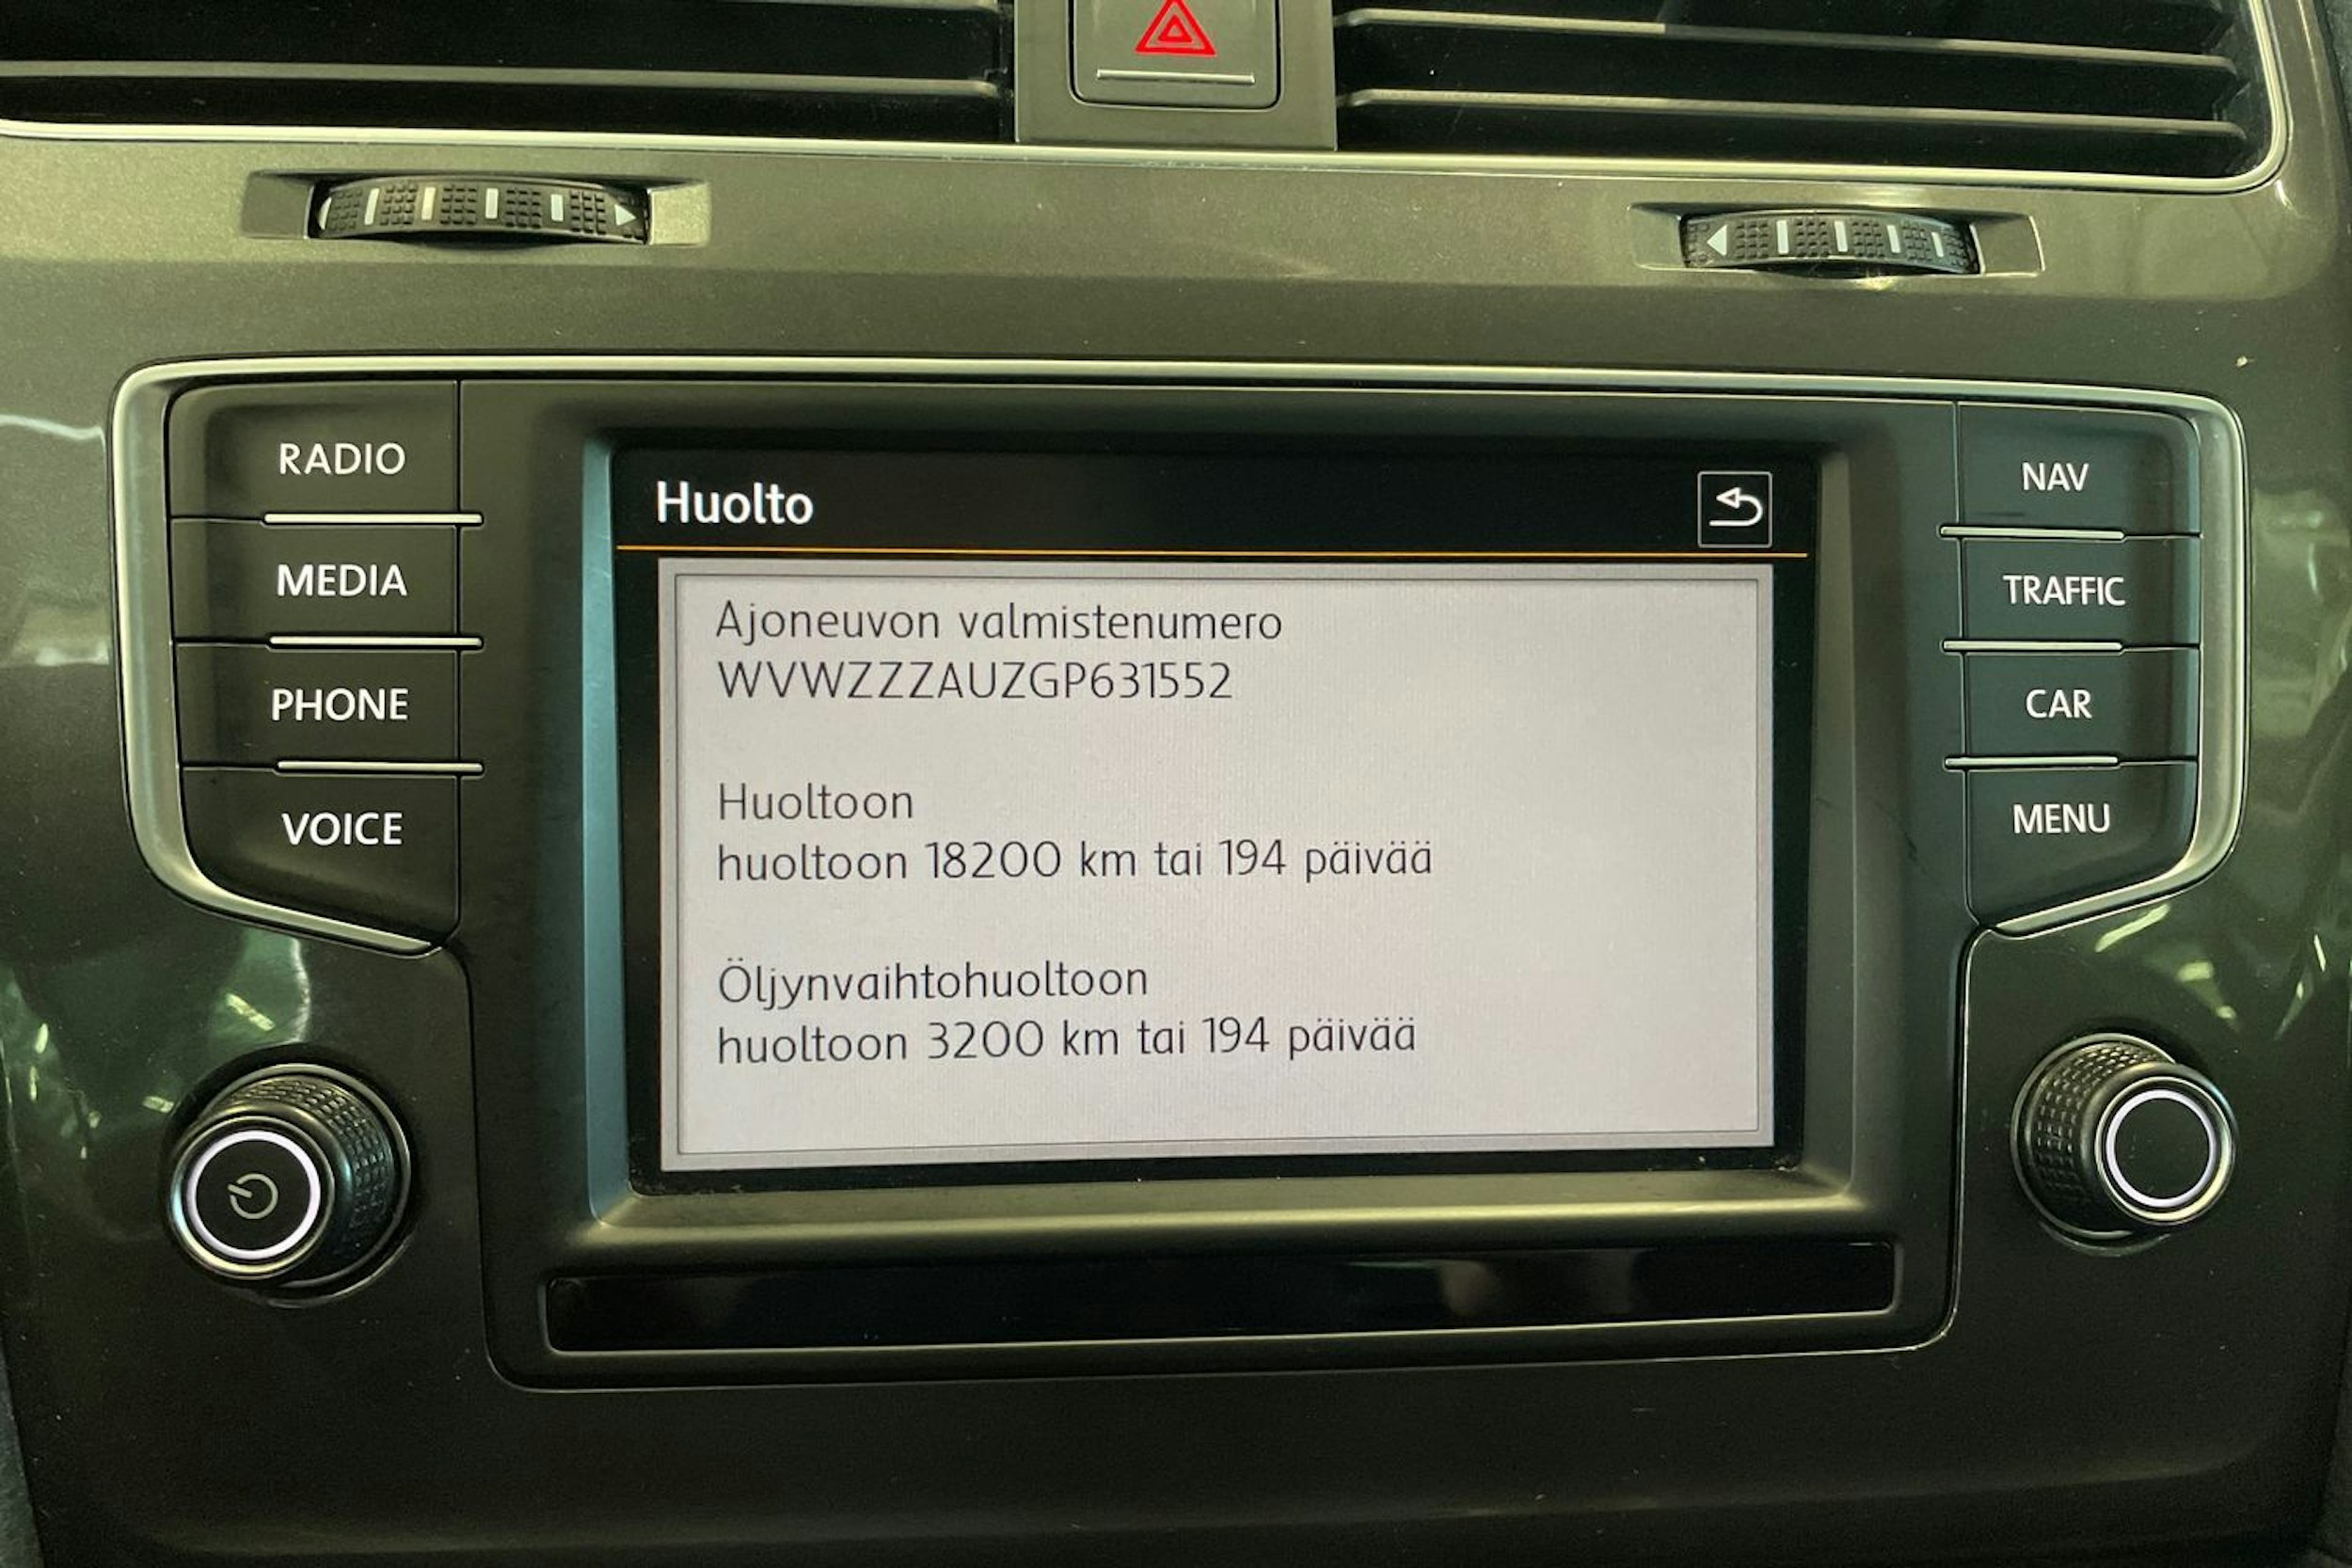 RADIO
MEDIA
PHONE
VOICE
Huolto
Ajoneuvon valmistenumero
WVWZZZAUZGP631552
Huoltoon
huoltoon 18200 km tai 194 päivää
Öljynvaihtohuoltoon
huoltoon 3200 km tai 194 päivää
NAV
TRAFFIC
CAR
MENU